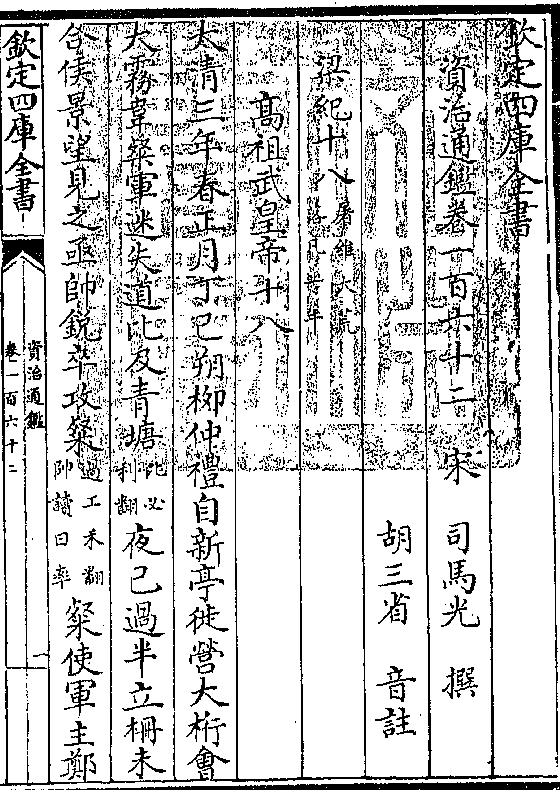 欽定四庫全書
資治通鑑卷一百六十二
宋　司馬光　撰
胡三省　音註
梁紀十八屠維大荒落一年
高祖武皇帝十八
太清三年春正月丁巳朔柳仲禮自新亭徙營大桁會
大霧韋粲軍迷失道比及青塘比必利翻夜已過半立柵未
合侯景望見之亟帥銳卒攻粲亟工禾翻帥讀曰率粲使軍主鄭
欽定四庫全書
資治通鑑
卷一百六十二
一